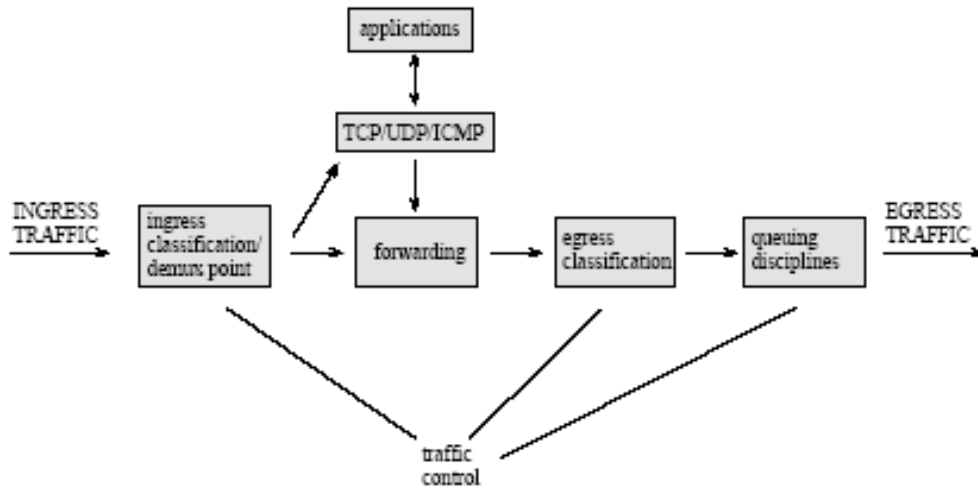 applications
TCP/UDP/ICMP
INGRESS
TRAFFIC
ingress
classification/
demux point
forwarding
egress
classification
queuing
disciplines
EGRESS
TRAFFIC
traffic
control